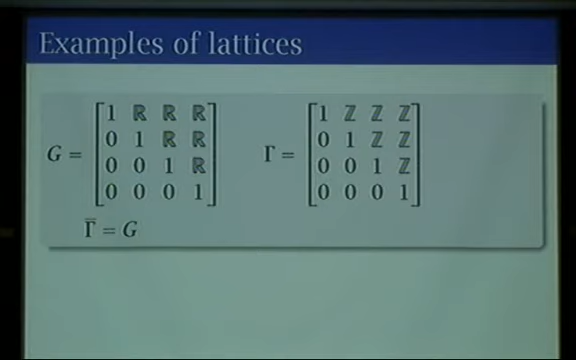 Examples of lattices
G = [1 ℝ ℝ ℝ; 0 1 ℝ ℝ; 0 0 1 ℝ; 0 0 0 1] Γ = [1 ℤ ℤ ℤ; 0 1 ℤ ℤ; 0 0 1 ℤ; 0 0 0 1]
Γ̄ = G